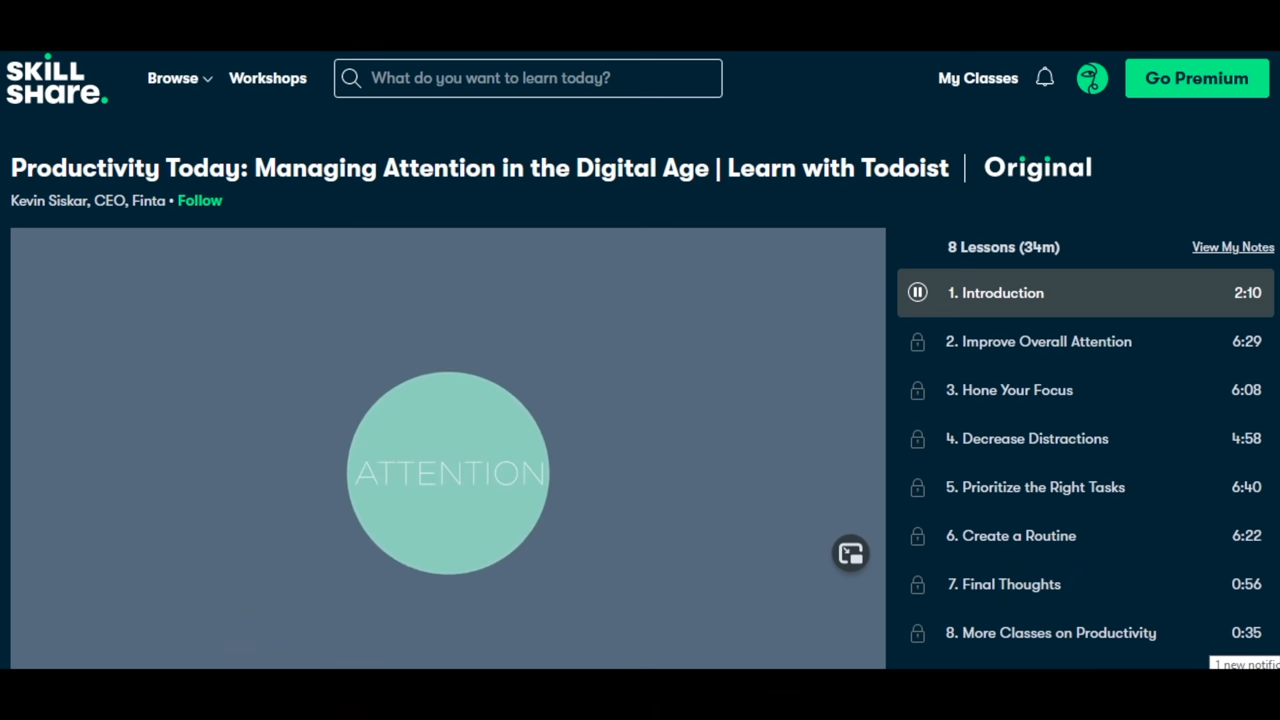 SKILL
SHare.
Browse
Workshops
What do you want to learn today?
My Classes
Go Premium
Productivity Today: Managing Attention in the Digital Age | Learn with Todoist | Original
Kevin Siskar, CEO, Finta • Follow
8 Lessons (34m)
View My Notes
1. Introduction 2:10
2. Improve Overall Attention 6:29
3. Hone Your Focus 6:08
4. Decrease Distractions 4:58
5. Prioritize the Right Tasks 6:40
6. Create a Routine 6:22
7. Final Thoughts 0:56
8. More Classes on Productivity 0:35
ATTENTION
1 new